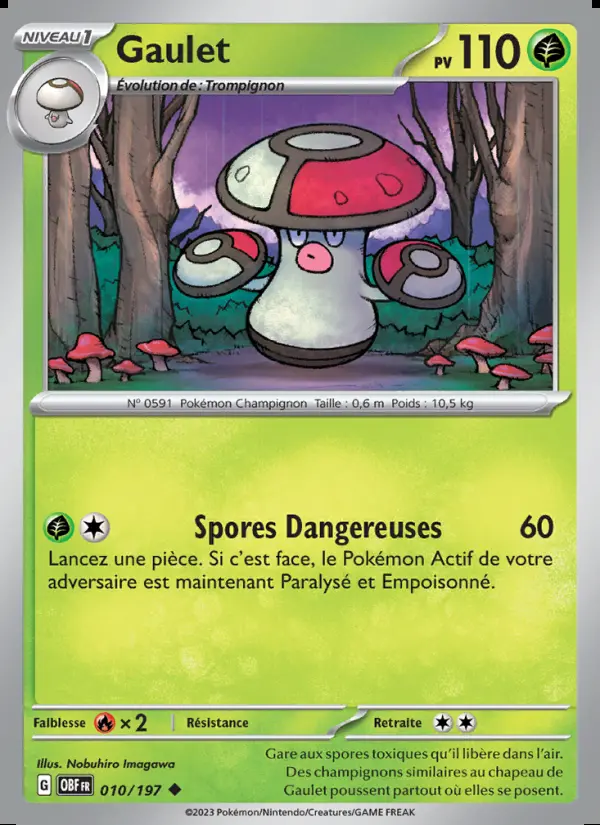 NIVEAU 1
Gaulet
PV 110
Évolution de : Trompignon
N° 0591 Pokémon Champignon Taille : 0,6 m Poids : 10,5 kg
Spores Dangereuses 60
Lancez une pièce. Si c'est face, le Pokémon Actif de votre
adversaire est maintenant Paralysé et Empoisonné.
Faiblesse ×2 Résistance Retraite
Illus. Nobuhiro Imagawa
G OBF FR 010/197
Gare aux spores toxiques qu'il libère dans l'air.
Des champignons similaires au chapeau de
Gaulet poussent partout où elles se posent.
©2023 Pokémon/Nintendo/Creatures/GAME FREAK